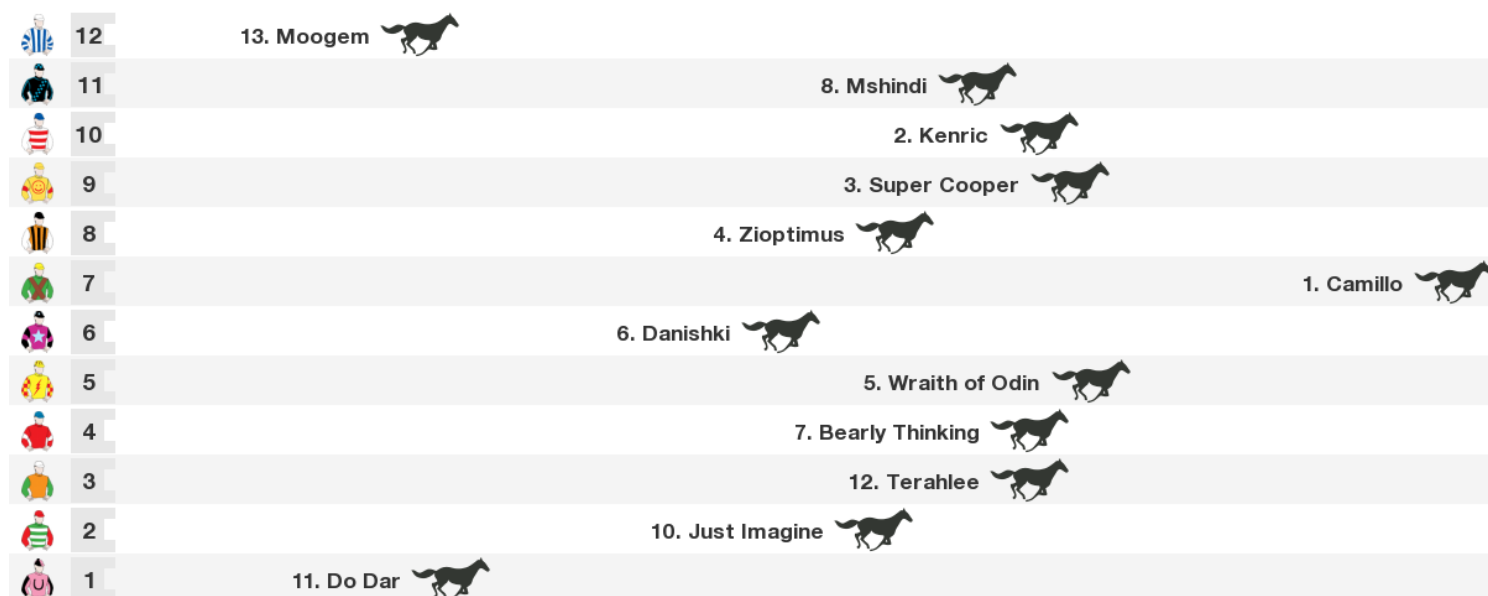 12 13. Moogem
11 8. Mshindi
10 2. Kenric
9 3. Super Cooper
8 4. Zioptimus
7 1. Camillo
6 6. Danishki
5 5. Wraith of Odin
4 7. Bearly Thinking
3 12. Terahlee
2 10. Just Imagine
1 11. Do Dar